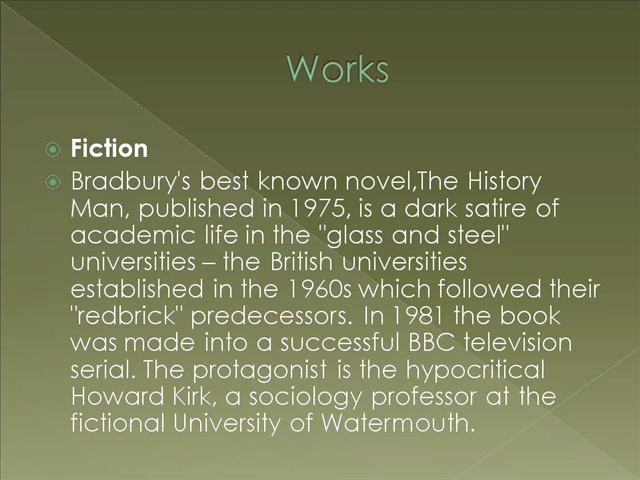 Works
Fiction
Bradbury's best known novel,The History
Man, published in 1975, is a dark satire of
academic life in the "glass and steel"
universities – the British universities
established in the 1960s which followed their
"redbrick" predecessors. In 1981 the book
was made into a successful BBC television
serial. The protagonist is the hypocritical
Howard Kirk, a sociology professor at the
fictional University of Watermouth.